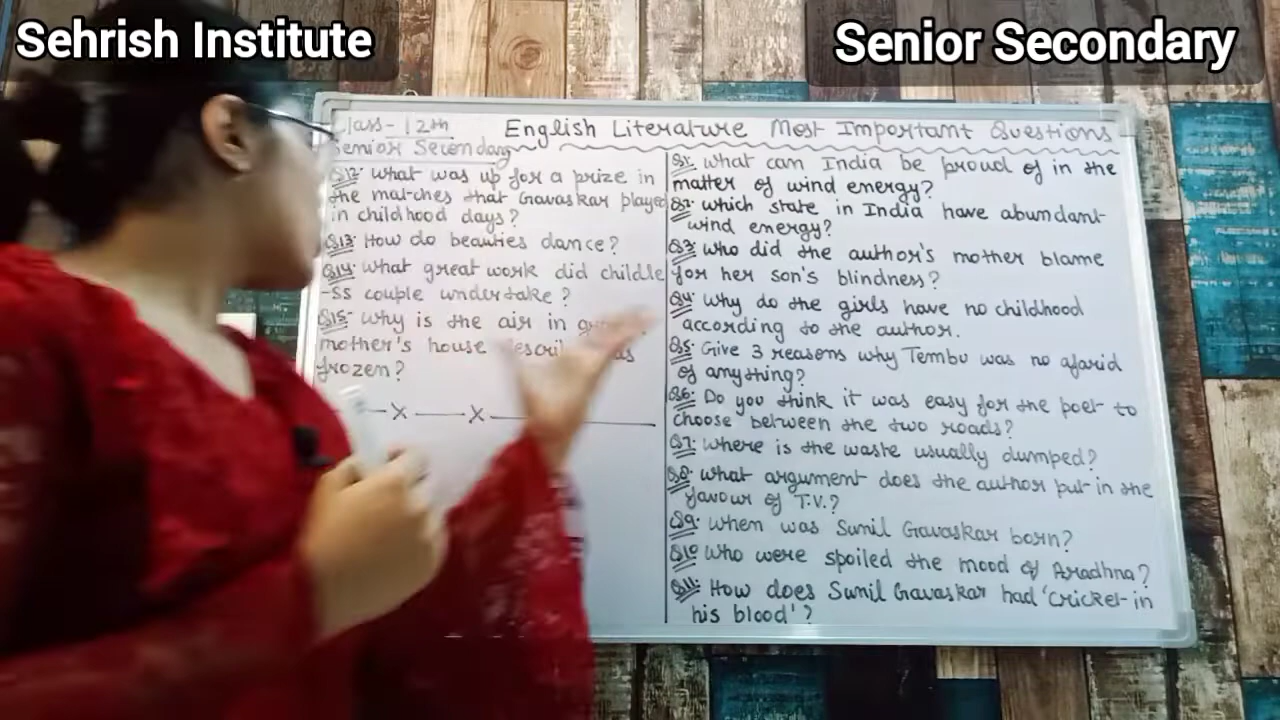 Sehrish Institute
Senior Secondary
Class-12th
Senior Secondary
English Literature Most Important Questions
Q12. What was up for a prize in
the matches that Gavaskar played
in childhood days?
Q13. How do beauties dance?
Q14. What great work did childle
-ss couple undertake?
Q15- Why is the air in
mother's house as
frozen?
Q1. What can India be proud of in the
matter of wind energy?
Q2. which state in India have abundant
wind energy?
Q3. Who did the author's mother blame
for her son's blindness?
Q4. Why do the girls have no childhood
according to the author.
Q5. Give 3 reasons why Tembu was no afarid
of anything?
Q6. Do you think it was easy for the poet to
choose between the two roads?
Q7. Where is the waste usually dumped?
Q8. What argument does the author put in the
favour of T.V.?
Q9. When was Sunil Gavaskar born?
Q10 Who were spoiled the mood of Aradhna?
Q11. How does Sunil Gavaskar had 'Cricket in
his blood'?